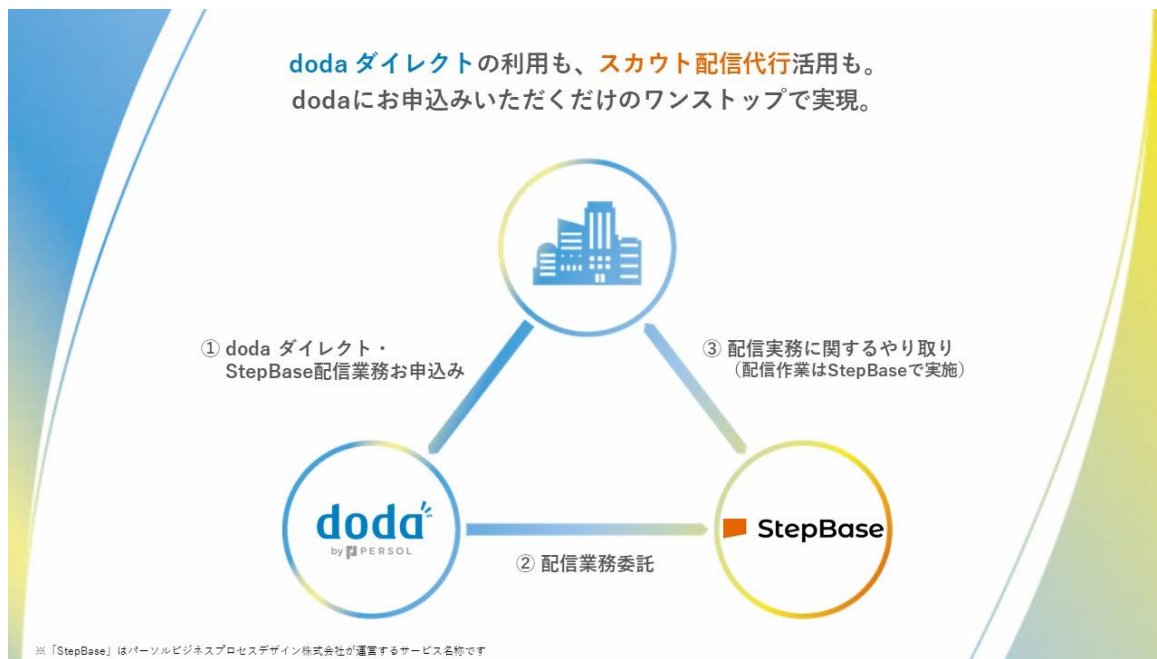 doda ダイレクトの利用も、スカウト配信代行活用も。
dodaにお申込みいただくだけのワンストップで実現。
① doda ダイレクト・
StepBase配信業務お申込み
③ 配信実務に関するやり取り
（配信作業はStepBaseで実施）
doda
by PERSOL
StepBase
② 配信業務委託
※「StepBase」はパーソルビジネスプロセスデザイン株式会社が運営するサービス名称です